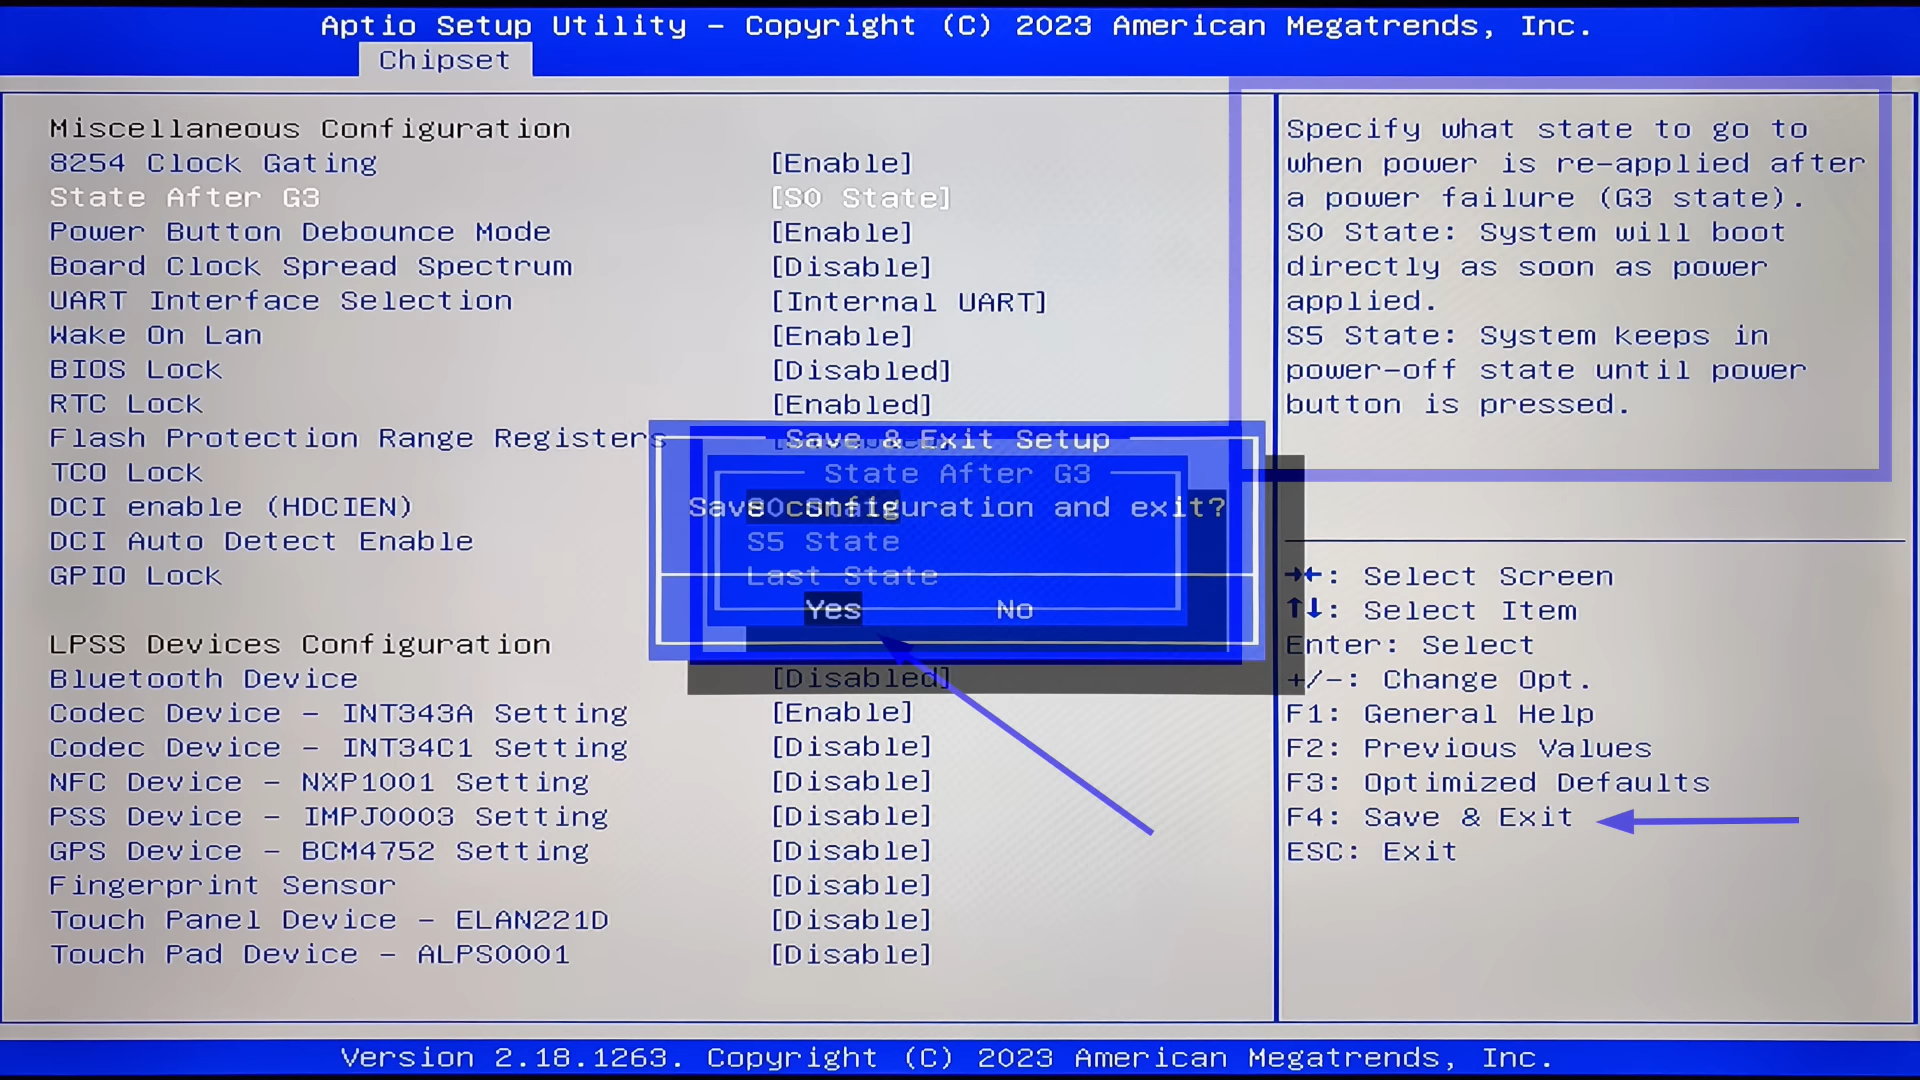 Aptio Setup Utility – Copyright (C) 2023 American Megatrends, Inc.
Chipset
Miscellaneous Configuration
8254 Clock Gating [Enable]
State After G3 [S0 State]
Power Button Debounce Mode [Enable]
Board Clock Spread Spectrum [Disable]
UART Interface Selection [Internal UART]
Wake On Lan [Enable]
BIOS Lock [Disabled]
RTC Lock [Enabled]
Flash Protection Range Registers
TCO Lock
DCI enable (HDCIEN)
DCI Auto Detect Enable
GPIO Lock
LPSS Devices Configuration
Bluetooth Device [Disabled]
Codec Device – INT343A Setting [Enable]
Codec Device – INT34C1 Setting [Disable]
NFC Device – NXP1001 Setting [Disable]
PSS Device – IMPJ0003 Setting [Disable]
GPS Device – BCM4752 Setting [Disable]
Fingerprint Sensor [Disable]
Touch Panel Device – ELAN221D [Disable]
Touch Pad Device – ALPS0001 [Disable]
Save & Exit Setup
State After G3
Save configuration and exit?
S5 State
Last State
Yes No
Specify what state to go to
when power is re-applied after
a power failure (G3 state).
S0 State: System will boot
directly as soon as power
applied.
S5 State: System keeps in
power-off state until power
button is pressed.
→←: Select Screen
↑↓: Select Item
Enter: Select
+/-: Change Opt.
F1: General Help
F2: Previous Values
F3: Optimized Defaults
F4: Save & Exit
ESC: Exit
Version 2.18.1263. Copyright (C) 2023 American Megatrends, Inc.